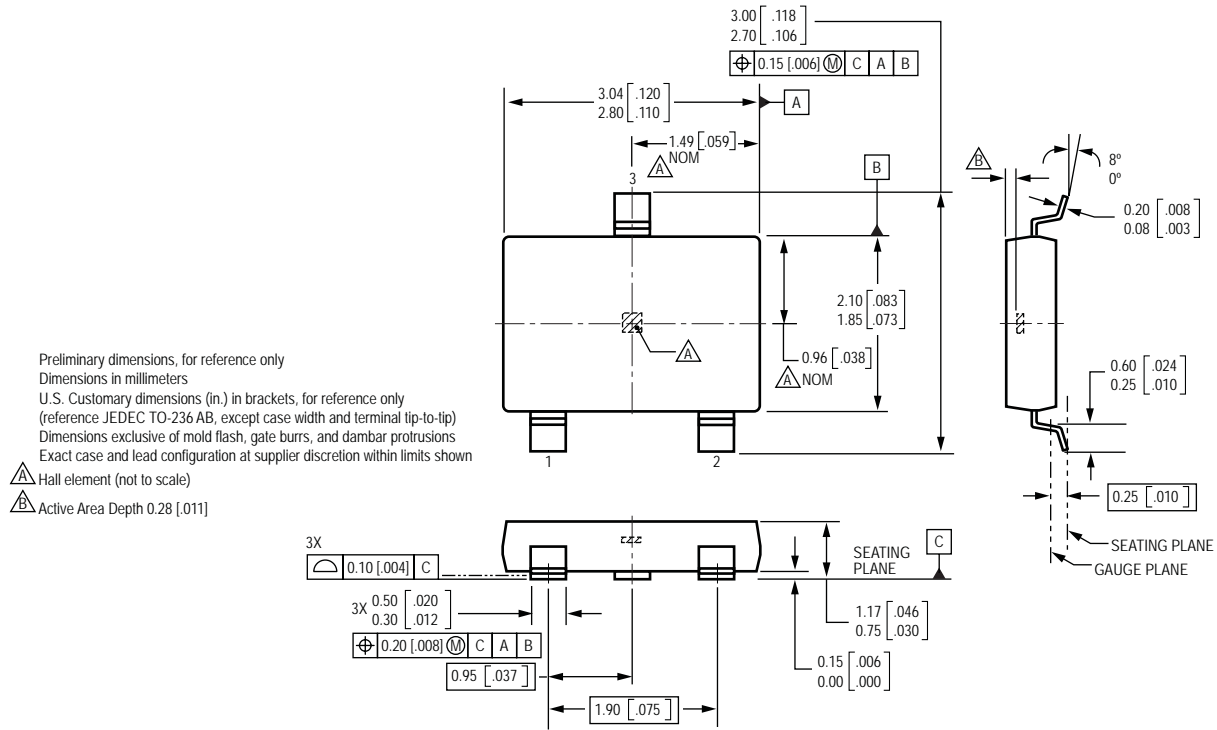 3.00 [.118
2.70 .106]
⌖ 0.15 [.006] Ⓜ C A B
3.04 [.120
2.80 .110]
A
1.49 [.059]
A NOM
3
B
B
8º
0º
0.20 [.008
0.08 .003]
2.10 [.083
1.85 .073]
A
0.96 [.038]
A NOM
0.60 [.024
0.25 .010]
Preliminary dimensions, for reference only
Dimensions in millimeters
U.S. Customary dimensions (in.) in brackets, for reference only
(reference JEDEC TO-236 AB, except case width and terminal tip-to-tip)
Dimensions exclusive of mold flash, gate burrs, and dambar protrusions
Exact case and lead configuration at supplier discretion within limits shown
A Hall element (not to scale)
B Active Area Depth 0.28 [.011]
1
2
0.25 [.010]
SEATING PLANE
GAUGE PLANE
3X
⌓ 0.10 [.004] C
SEATING
PLANE
C
3X 0.50 [.020
0.30 .012]
⌖ 0.20 [.008] Ⓜ C A B
1.17 [.046
0.75 .030]
0.95 [.037]
0.15 [.006
0.00 .000]
1.90 [.075]